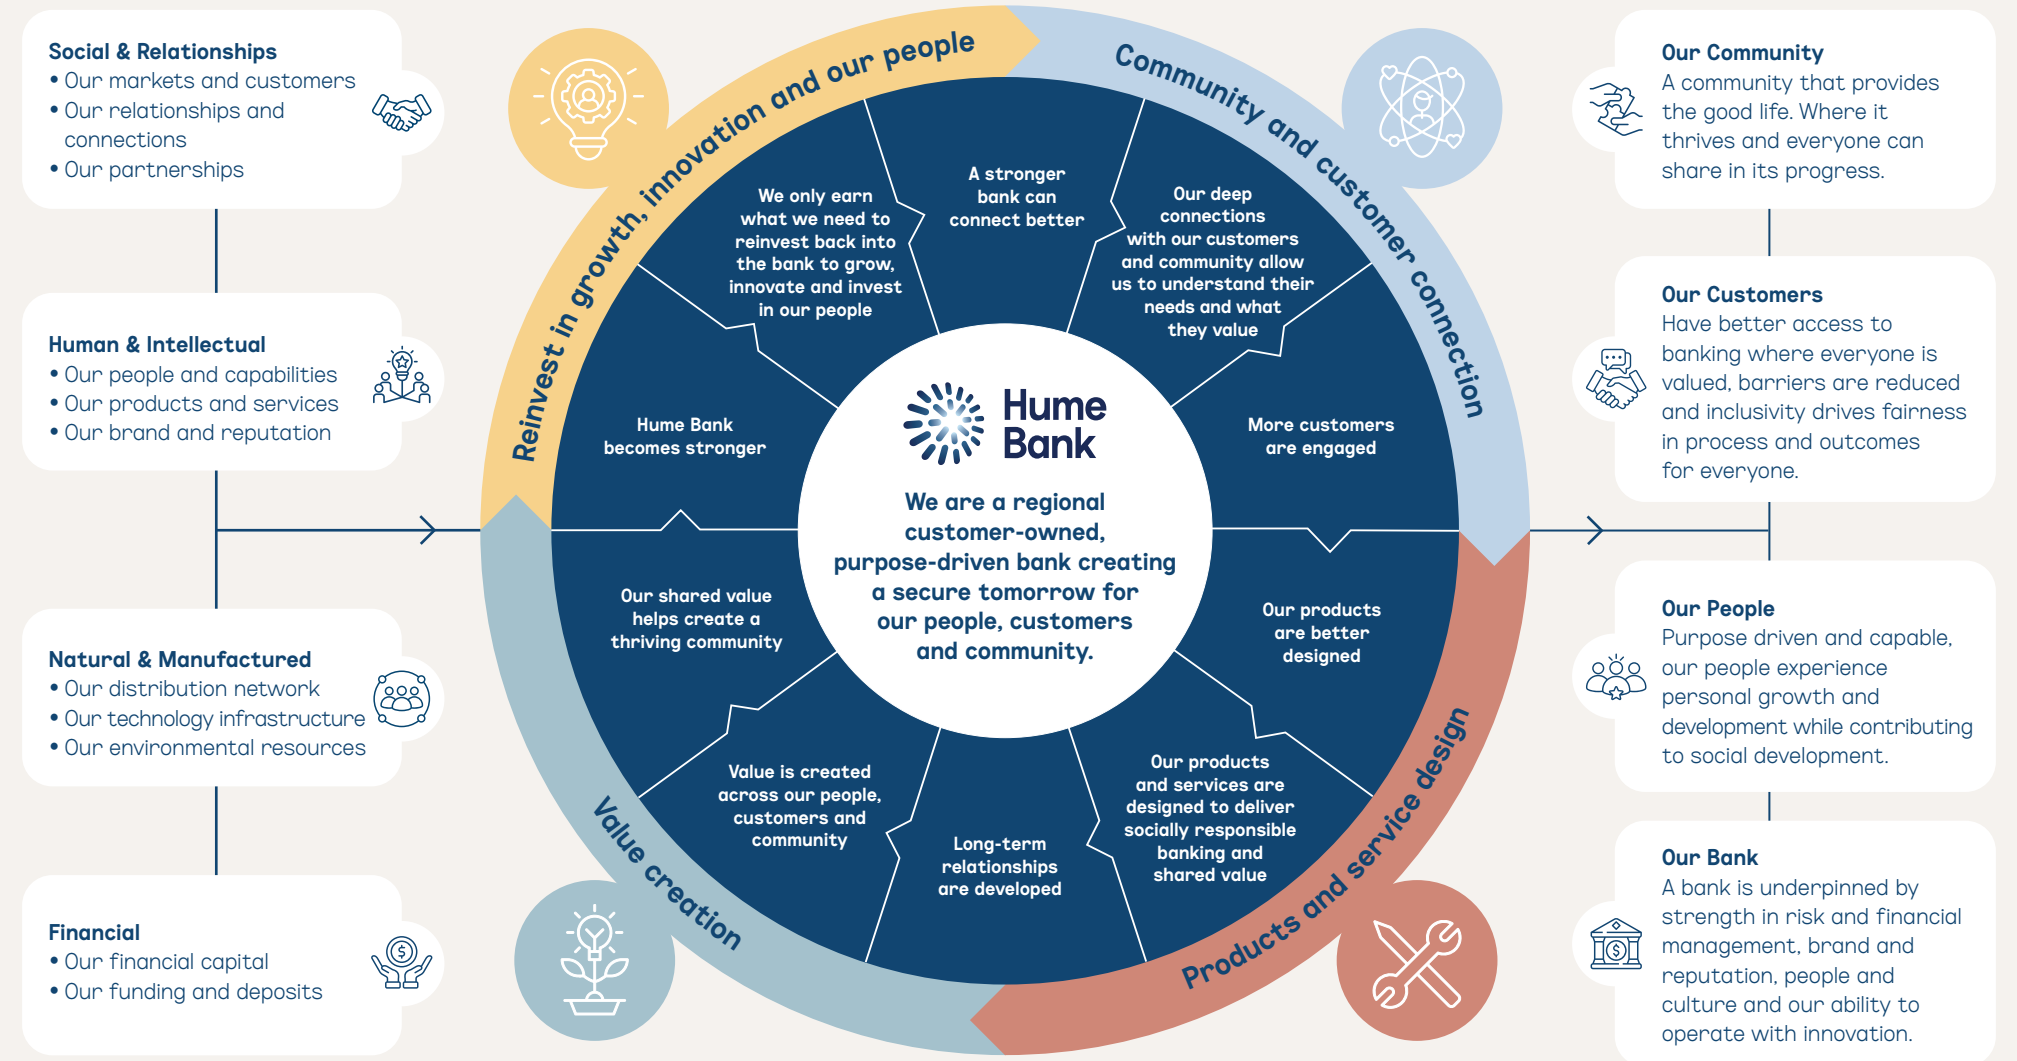 Social & Relationships
• Our markets and customers
• Our relationships and
connections
• Our partnerships
Human & Intellectual
• Our people and capabilities
• Our products and services
• Our brand and reputation
Natural & Manufactured
• Our distribution network
• Our technology infrastructure
• Our environmental resources
Financial
• Our financial capital
• Our funding and deposits
Reinvest in growth, innovation and our people
Community and customer connection
Products and service design
Value creation
A stronger
bank can
connect better
Our deep
connections
with our customers
and community allow
us to understand their
needs and what
they value
More customers
are engaged
Our products
are better
designed
Our products
and services are
designed to deliver
socially responsible
banking and
shared value
Long-term
relationships
are developed
Value is created
across our people,
customers and
community
Our shared value
helps create a
thriving community
Hume Bank
becomes stronger
We only earn
what we need to
reinvest back into
the bank to grow,
innovate and invest
in our people
Hume
Bank
We are a regional
customer-owned,
purpose-driven bank creating
a secure tomorrow for
our people, customers
and community.
Our Community
A community that provides
the good life. Where it
thrives and everyone can
share in its progress.
Our Customers
Have better access to
banking where everyone is
valued, barriers are reduced
and inclusivity drives fairness
in process and outcomes
for everyone.
Our People
Purpose driven and capable,
our people experience
personal growth and
development while contributing
to social development.
Our Bank
A bank is underpinned by
strength in risk and financial
management, brand and
reputation, people and
culture and our ability to
operate with innovation.